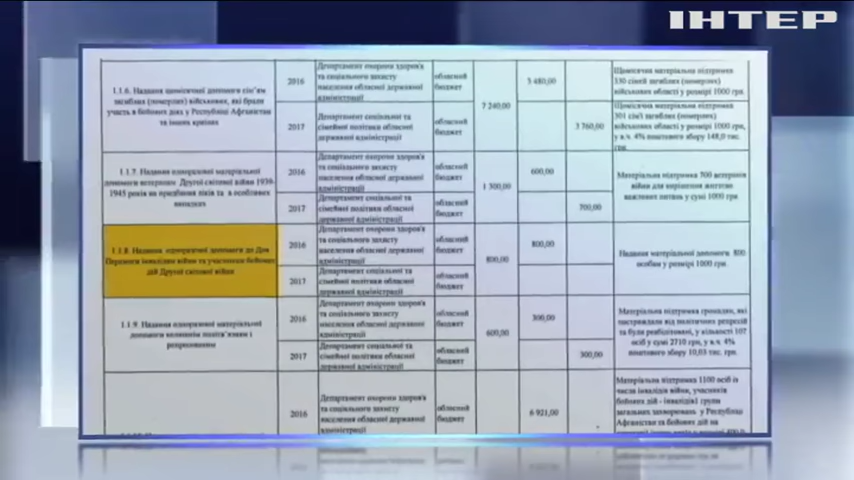 ІНТЕР
1.1.6. Надання щомісячної допомоги сім'ям
загиблих (померлих) військових, які брали
участь в бойових діях у Республіці Афганістан
та інших країнах
2016
Департамент охорони здоров'я
та соціального захисту
населення обласної державної
адміністрації
обласний
бюджет
7 240,00
3 480,00
Щомісячна матеріальна підтримка
330 сімей загиблих (померлих)
військових області у розмірі 1000 грн.
2017
Департамент соціальної та
сімейної політики обласної
державної адміністрації
обласний
бюджет
3 760,00
Щомісячна матеріальна підтримка
301 сім'ї загиблих (померлих)
військових області у розмірі 1000 грн,
у в.ч. 4% поштового збору 148,0 тис.
грн
1.1.7. Надання одноразової матеріальної
допомоги ветеранам Другої світової війни 1939-
1945 років на придбання ліків та в особливих
випадках
2016
Департамент охорони здоров'я
та соціального захисту
населення обласної державної
адміністрації
обласний
бюджет
1 300,00
600,00
Матеріальна підтримка 500 ветеранів
війни для вирішення життєво
важливих питань у сумі 1000 грн
2017
Департамент соціальної та
сімейної політики обласної
державної адміністрації
обласний
бюджет
700,00
1.1.8. Надання одноразової допомоги до Дня
Перемоги інвалідам війни та учасникам бойових
дій Другої світової війни
2016
Департамент охорони здоров'я
та соціального захисту
населення обласної державної
адміністрації
обласний
бюджет
800,00
800,00
Надання матеріальної допомоги 800
особам у розмірі 1000 грн.
2017
Департамент соціальної та
сімейної політики обласної
державної адміністрації
обласний
бюджет
1.1.9. Надання одноразової матеріальної
допомоги колишнім політв'язням і
репресованим
2016
Департамент охорони здоров'я
та соціального захисту
населення обласної державної
адміністрації
обласний
бюджет
600,00
300,00
Матеріальна підтримка громадян, які
постраждали від політичних репресій
та були реабілітовані, у кількості 107
осіб у сумі 2710 грн, у в.ч. 4%
поштового збору 10,03 тис. грн
2017
Департамент соціальної та
сімейної політики обласної
державної адміністрації
обласний
бюджет
300,00
2016
Департамент охорони здоров'я
та соціального захисту
населення обласної державної
адміністрації
обласний
бюджет
6 921,00
Матеріальна підтримка 1100 осіб із
числа інвалідів війни, учасників
бойових дій - інвалідів групи
загальних захворювань у Республіці
Афганістан та бойових дій на